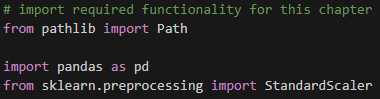 # import required functionality for this chapter
from pathlib import Path
import pandas as pd
from sklearn.preprocessing import StandardScaler